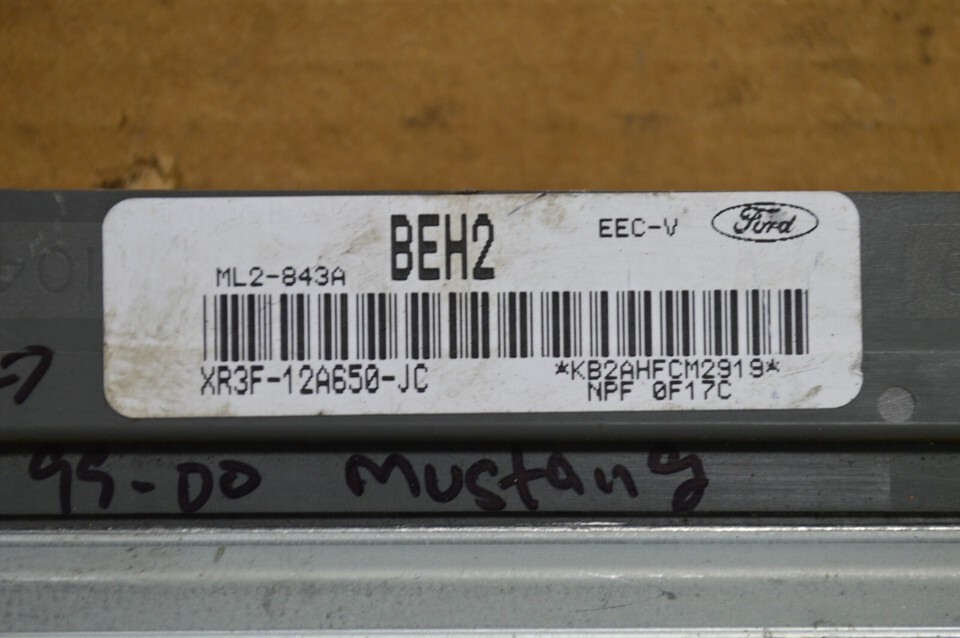 BEH2 EEC-V Ford
ML2-843A
XR3F-12A650-JC *KB2AHFCM2919*
NPF 0F17C
99-00 Mustang